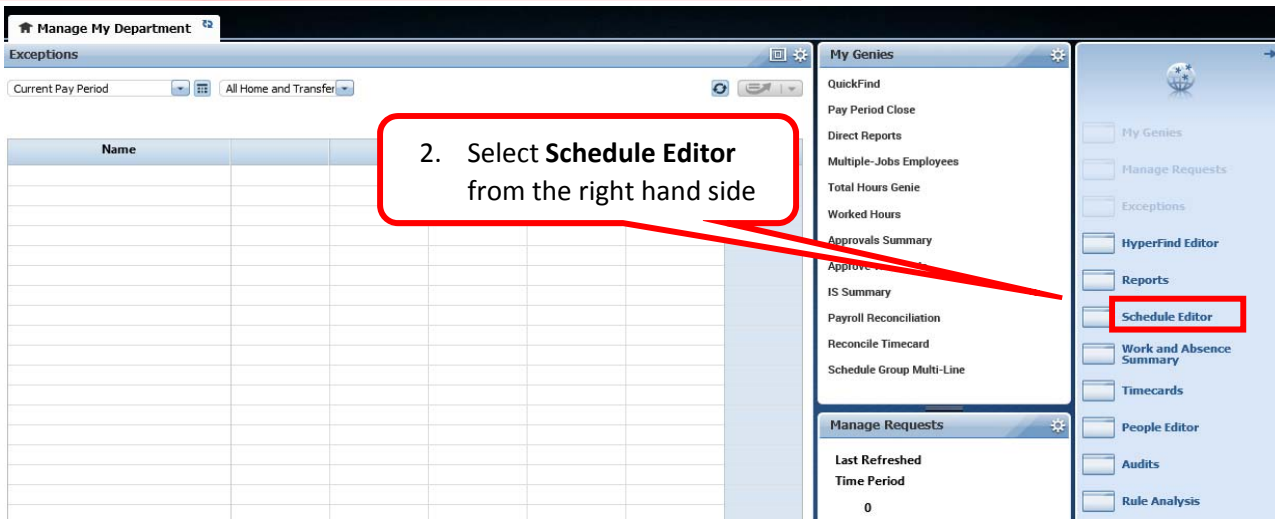 Manage My Department
Exceptions
Current Pay Period
All Home and Transfer
Name
2. Select Schedule Editor
from the right hand side
My Genies
QuickFind
Pay Period Close
Direct Reports
Multiple-Jobs Employees
Total Hours Genie
Worked Hours
Approvals Summary
Approve
IS Summary
Payroll Reconciliation
Reconcile Timecard
Schedule Group Multi-Line
Manage Requests
Last Refreshed
Time Period
0
My Genies
Manage Requests
Exceptions
HyperFind Editor
Reports
Schedule Editor
Work and Absence
Summary
Timecards
People Editor
Audits
Rule Analysis